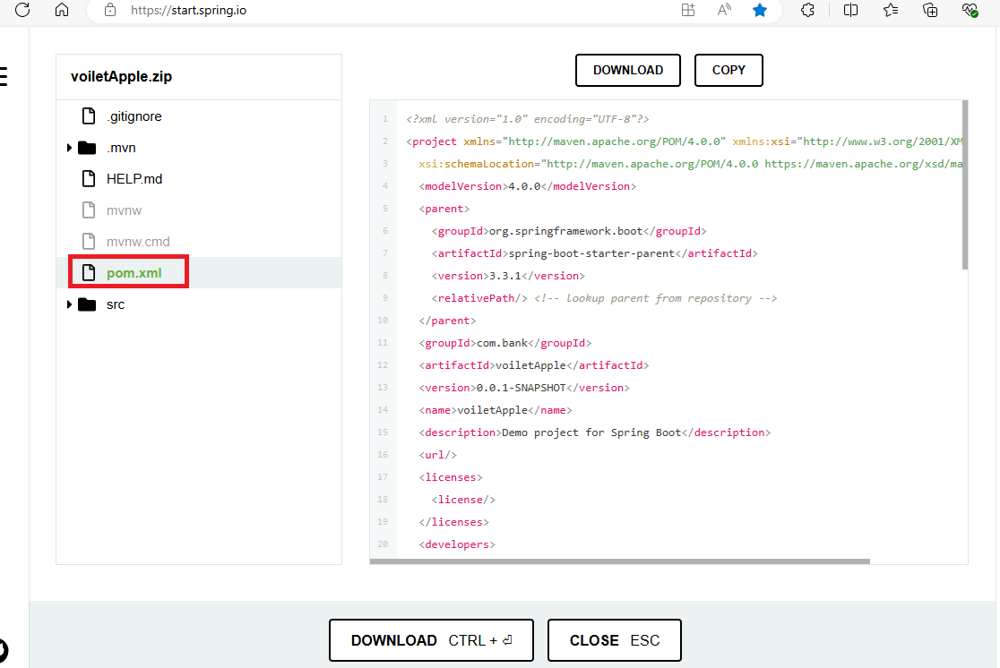 https://start.spring.io
voiletApple.zip
.gitignore
.mvn
HELP.md
mvnw
mvnw.cmd
pom.xml
src
DOWNLOAD
COPY
1 <?xml version="1.0" encoding="UTF-8"?>
2 <project xmlns="http://maven.apache.org/POM/4.0.0" xmlns:xsi="http://www.w3.org/2001/XM
3 xsi:schemaLocation="http://maven.apache.org/POM/4.0.0 https://maven.apache.org/xsd/ma
4 <modelVersion>4.0.0</modelVersion>
5 <parent>
6 <groupId>org.springframework.boot</groupId>
7 <artifactId>spring-boot-starter-parent</artifactId>
8 <version>3.3.1</version>
9 <relativePath/> <!-- lookup parent from repository -->
10 </parent>
11 <groupId>com.bank</groupId>
12 <artifactId>voiletApple</artifactId>
13 <version>0.0.1-SNAPSHOT</version>
14 <name>voiletApple</name>
15 <description>Demo project for Spring Boot</description>
16 <url/>
17 <licenses>
18 <license/>
19 </licenses>
20 <developers>
DOWNLOAD CTRL + ⏎
CLOSE ESC